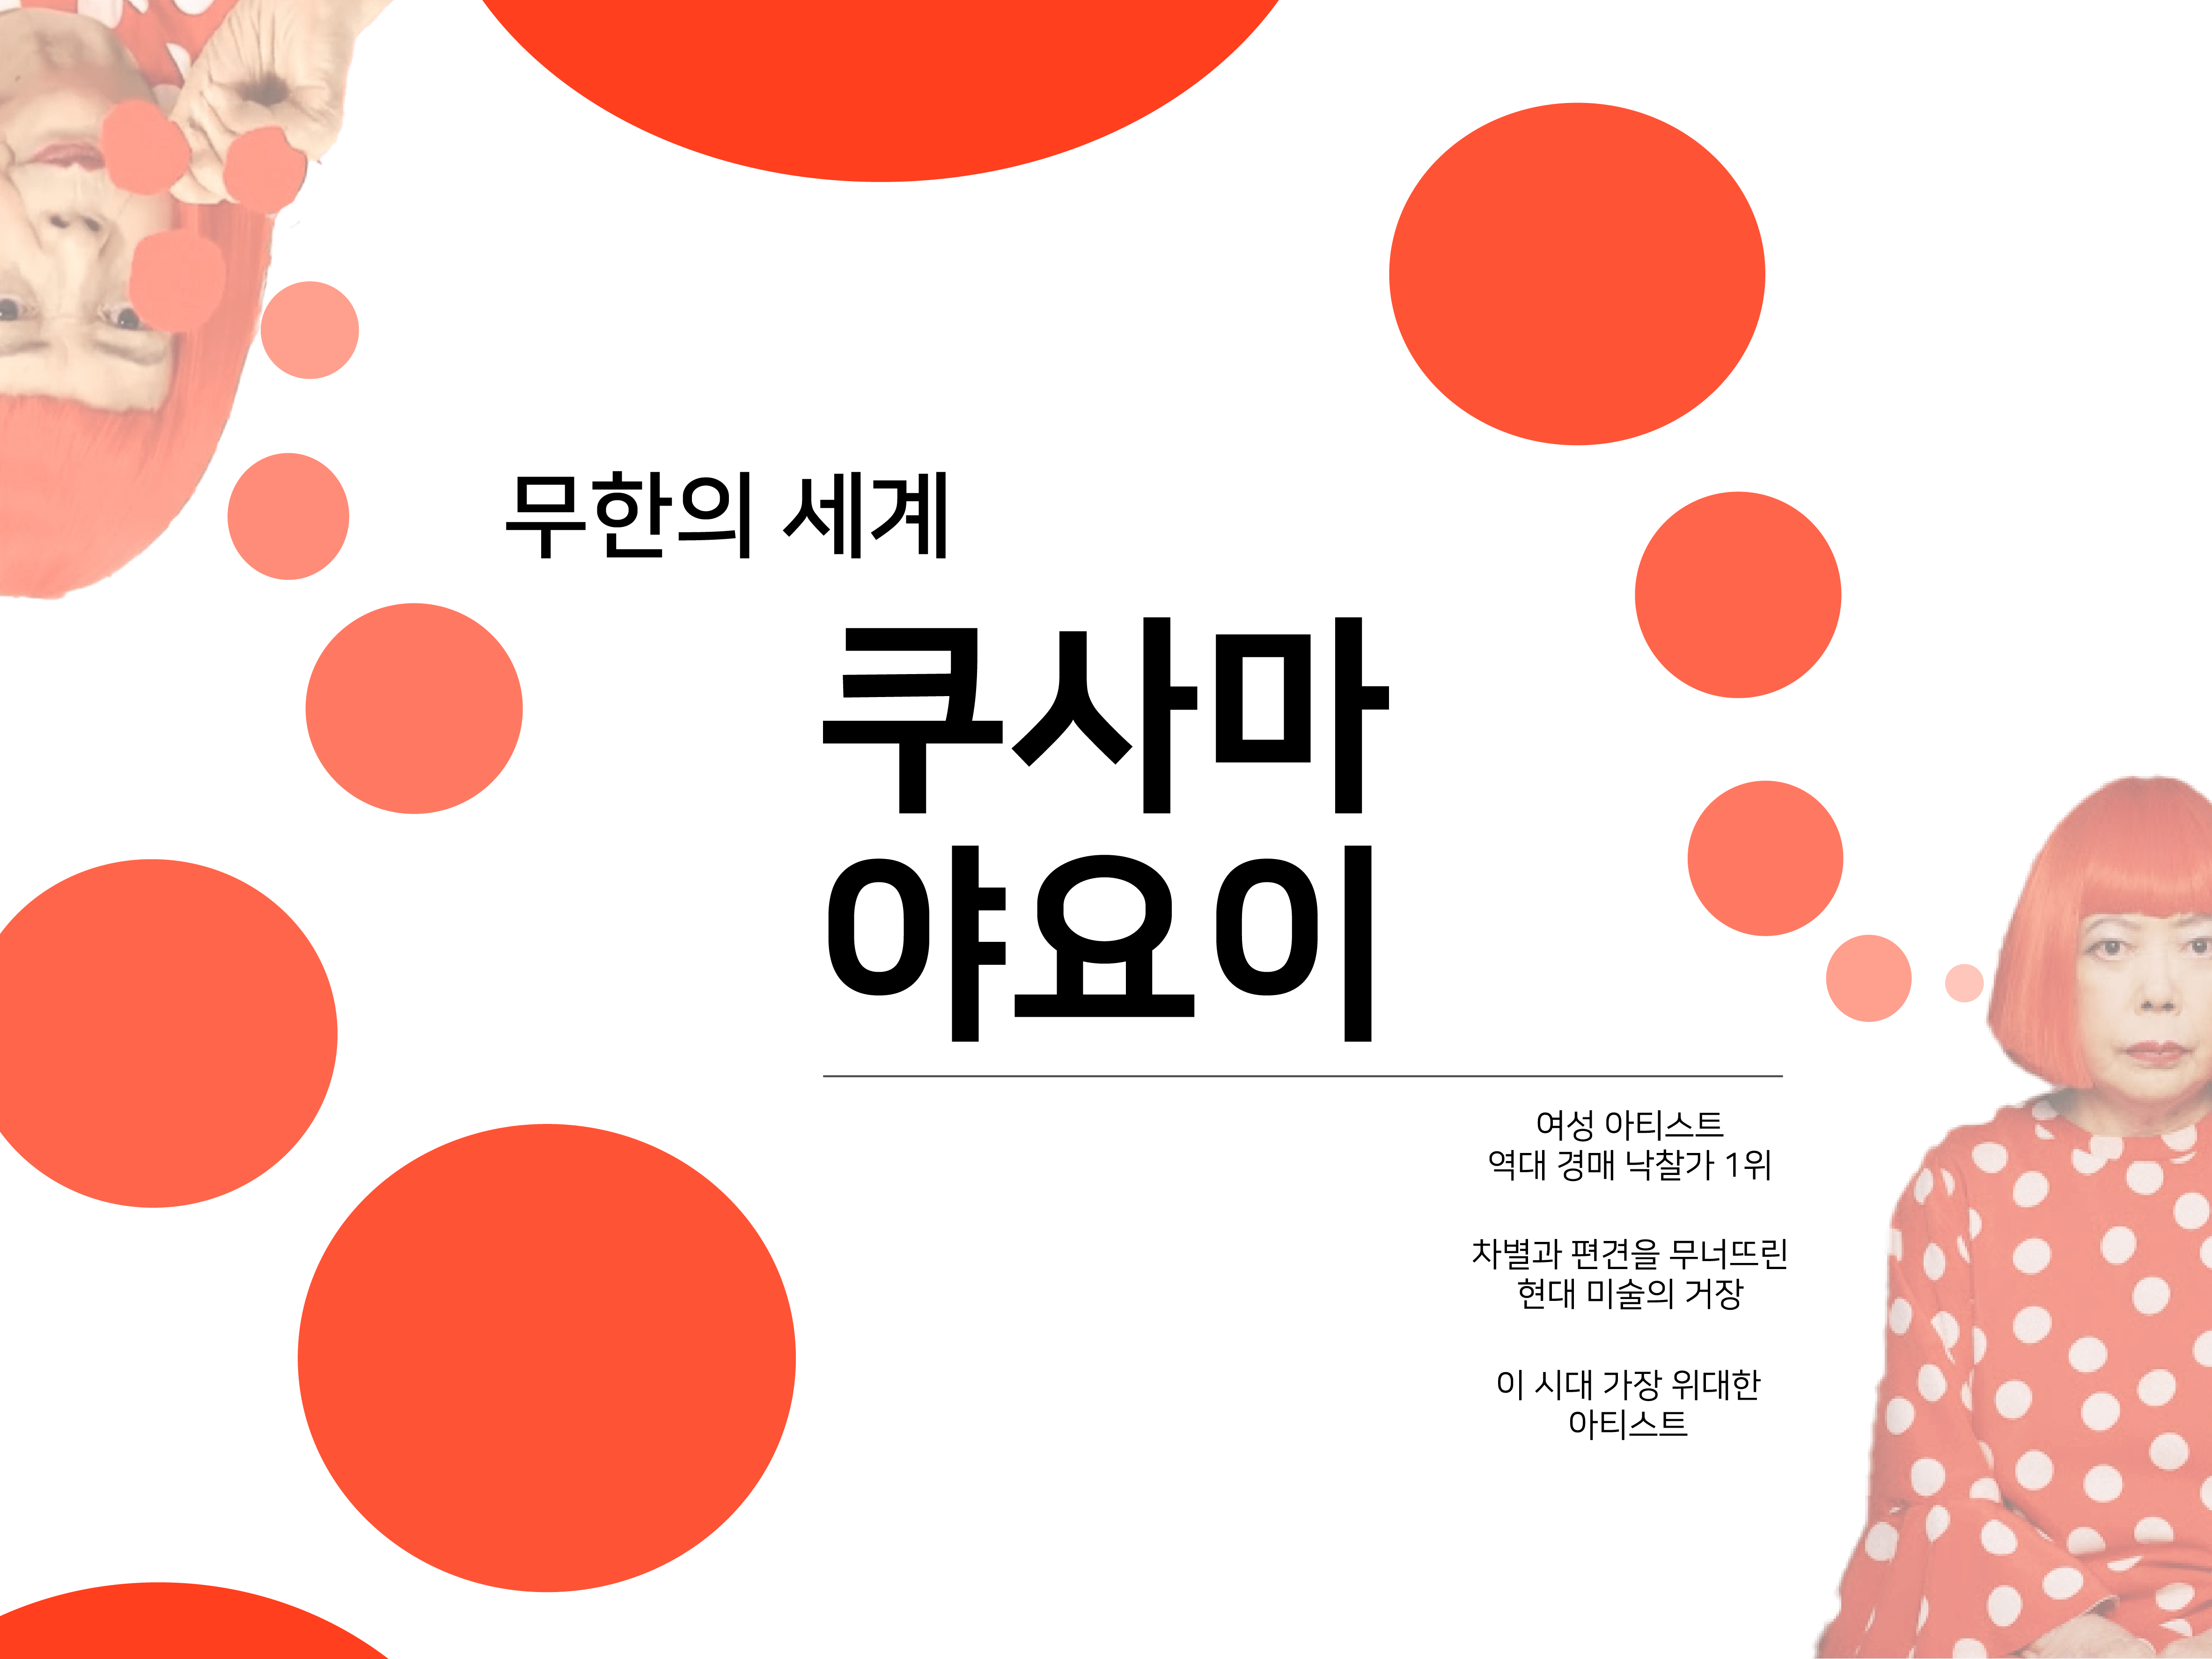 무한의 세계
쿠사마
야요이
여성 아티스트
역대 경매 낙찰가 1위
차별과 편견을 무너뜨린
현대 미술의 거장
이 시대 가장 위대한
아티스트